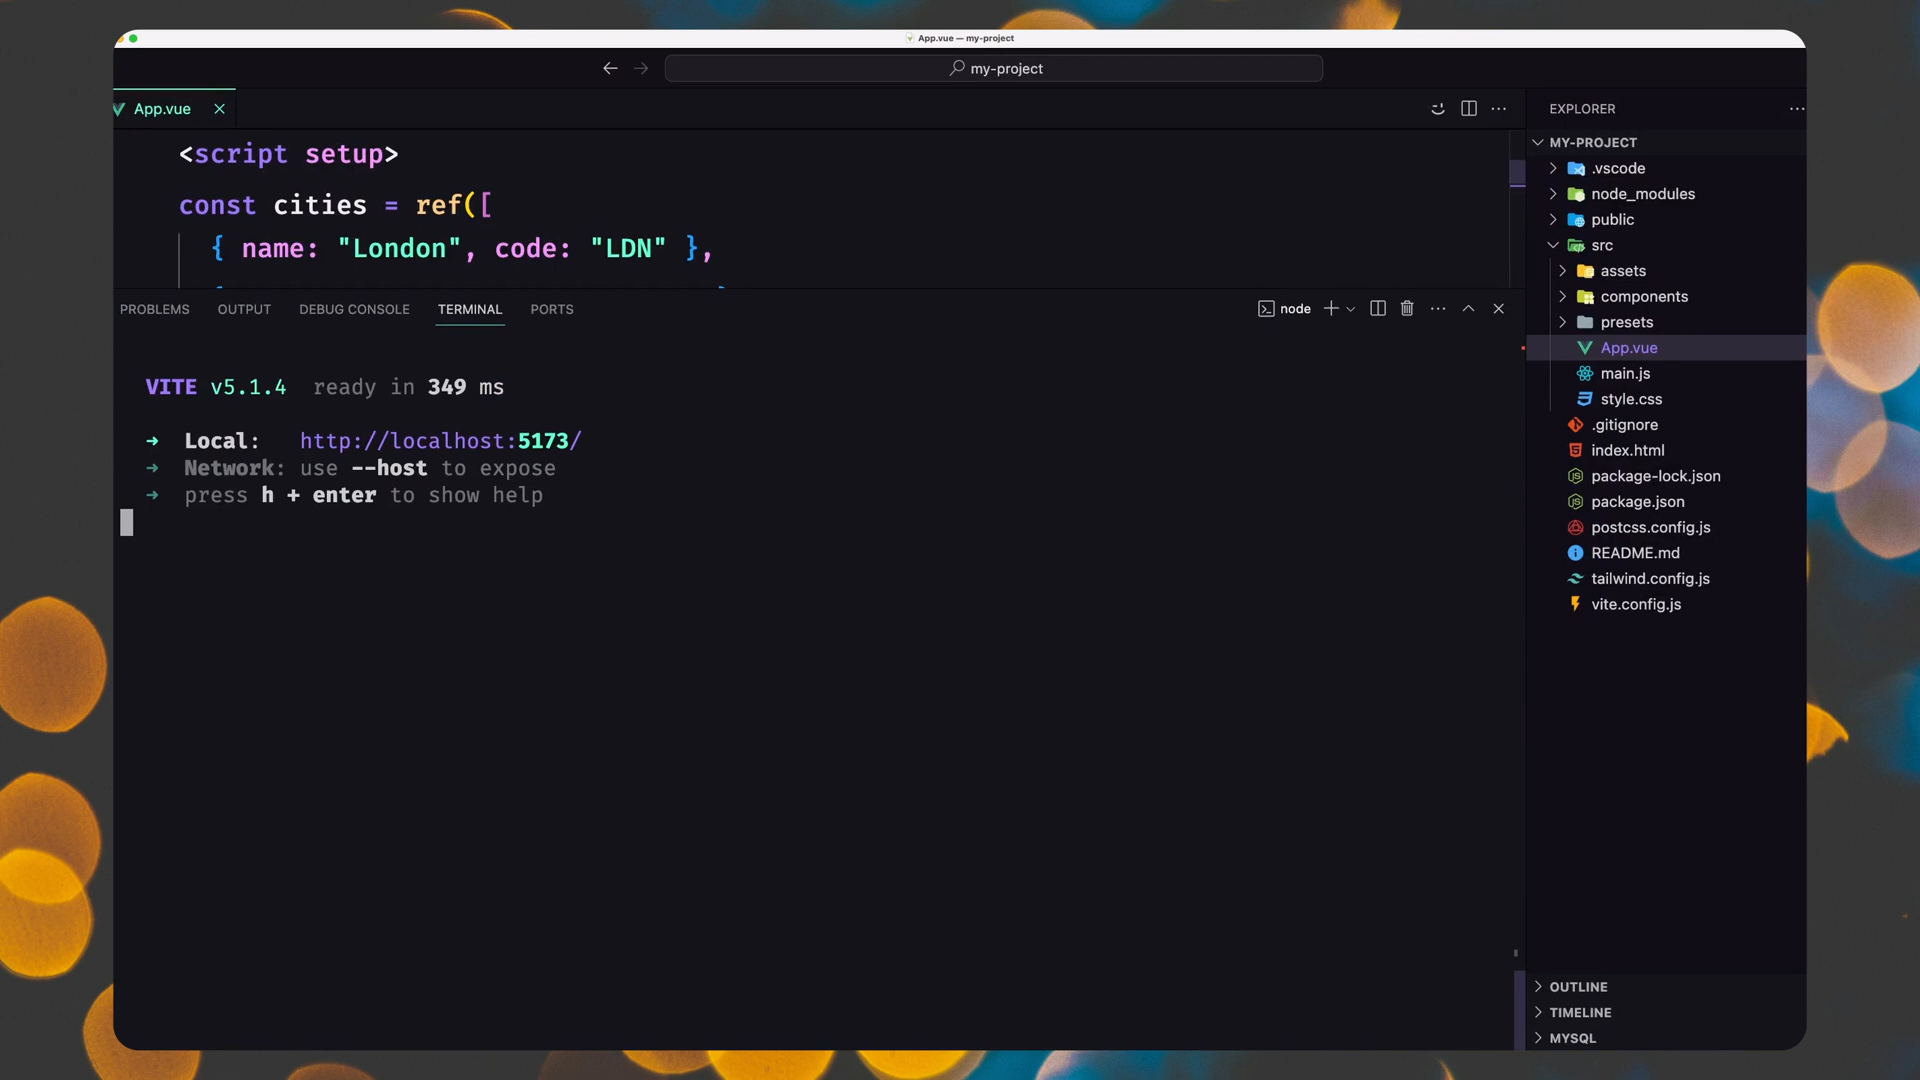 App.vue — my-project
my-project
App.vue
<script setup>
const cities = ref([
{ name: "London", code: "LDN" },
PROBLEMS OUTPUT DEBUG CONSOLE TERMINAL PORTS
node
VITE v5.1.4 ready in 349 ms
➜ Local: http://localhost:5173/
➜ Network: use --host to expose
➜ press h + enter to show help
EXPLORER
MY-PROJECT
.vscode
node_modules
public
src
assets
components
presets
App.vue
main.js
style.css
.gitignore
index.html
package-lock.json
package.json
postcss.config.js
README.md
tailwind.config.js
vite.config.js
OUTLINE
TIMELINE
MYSQL